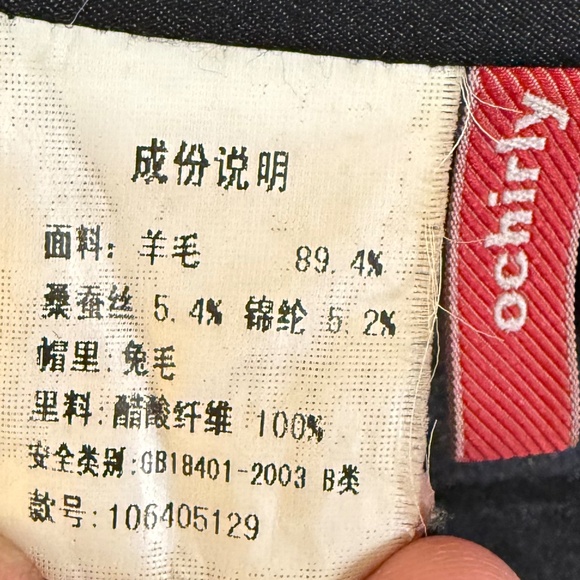 成份说明
面料: 羊毛 89.4%
桑蚕丝 5.4% 锦纶 5.2%
帽里:兔毛
里料:醋酸纤维 100%
安全类别:GB18401-2003 B类
款号:106405129
ochirly